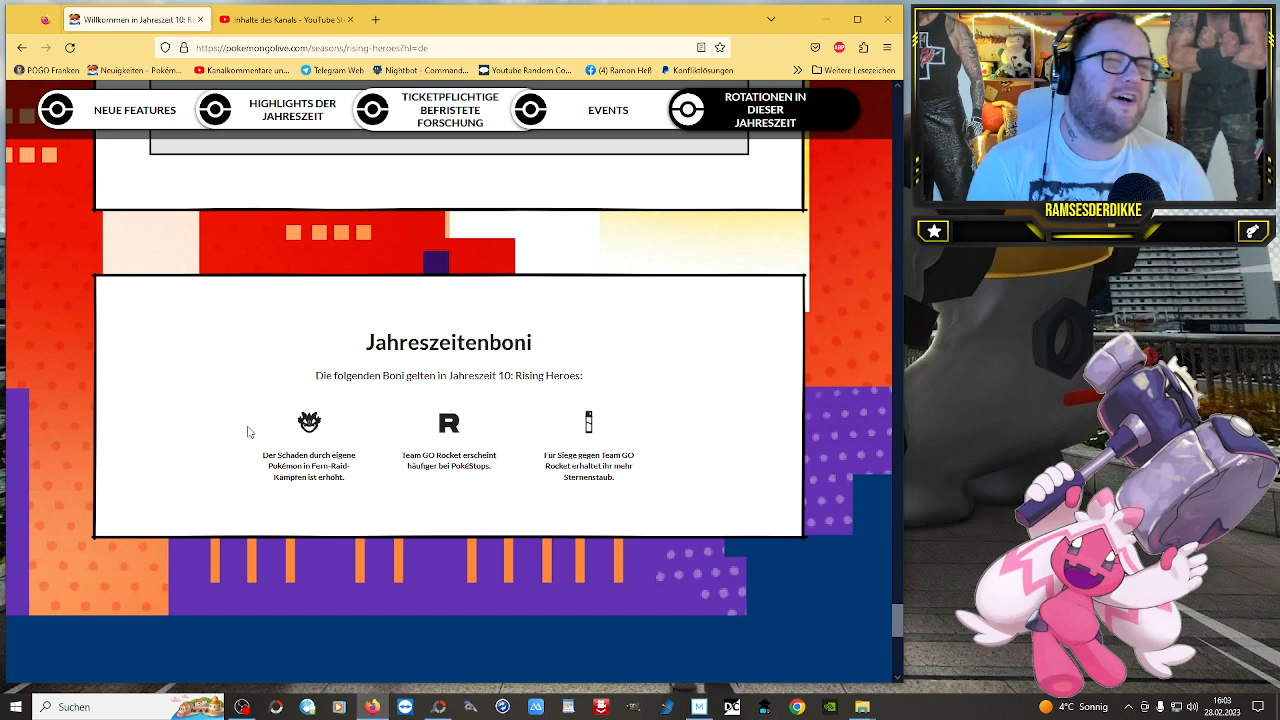 Willkommen in Jahreszeit 10: Ri
Inhalte des Kanals - YouTube St
https://pokemongolive.com/seasons/rising-heroes?hl=de
POGO Franken
Neuigkeiten – Pokém...
Kanalkommentare un...
Telegram Web
Nightbot - Command...
Youtube Random Co...
(4) Ramon Heß
Konfliktlösungen
Weitere Lesezeichen
NEUE FEATURES
HIGHLIGHTS DER
JAHRESZEIT
TICKETPFLICHTIGE
BEFRISTETE
FORSCHUNG
EVENTS
ROTATIONEN IN
DIESER
JAHRESZEIT
RAMSESDERDIKKE
Jahreszeitenboni
Die folgenden Boni gelten in Jahreszeit 10: Rising Heroes:
R
Der Schaden durch eigene
Pokémon in Fern-Raid-
Kämpfen ist erhöht.
Team GO Rocket erscheint
häufiger bei PokéStops.
Für Siege gegen Team GO
Rocket erhaltet ihr mehr
Sternenstaub.
Suchen
4°C Sonnig
16:03
28.02.2023